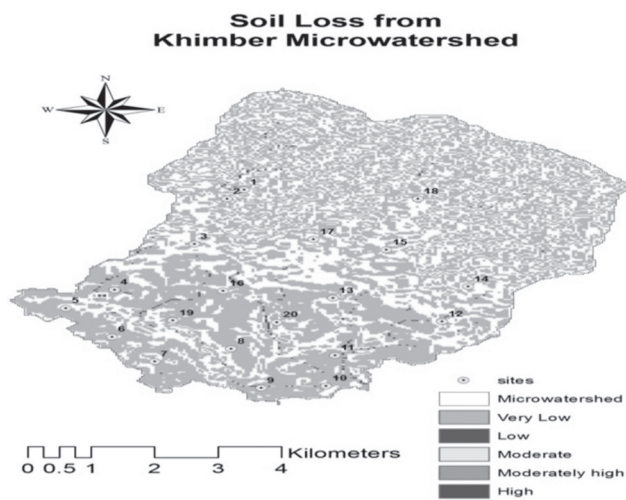 Soil Loss from
Khimber Microwatershed
N
W E
S
1
2
18
17
3
15
14
4
16
13
5
19
20
12
6
8
11
7
9
10
sites
Microwatershed
Very Low
Low
Moderate
Moderately high
High
Kilometers
0 0.5 1 2 3 4